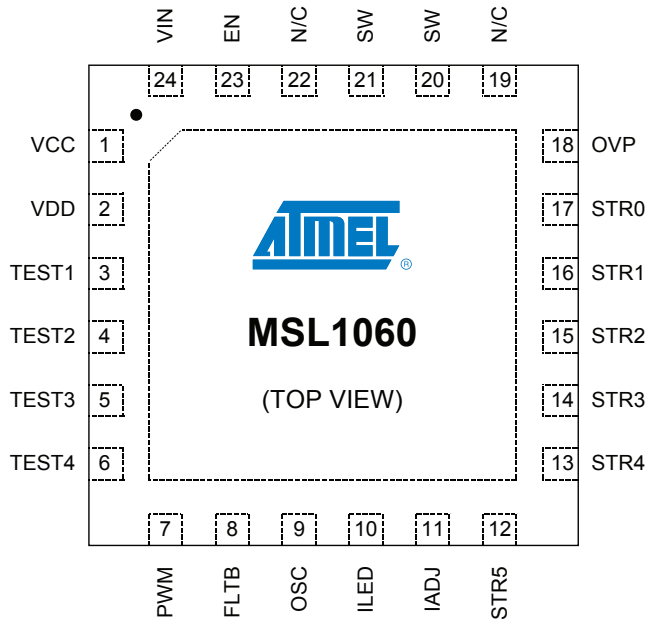 VIN EN N/C SW SW N/C
24 23 22 21 20 19
VCC 1 18 OVP
VDD 2 17 STR0
TEST1 3 16 STR1
TEST2 4 15 STR2
TEST3 5 14 STR3
TEST4 6 13 STR4
ATMEL ®
MSL1060
(TOP VIEW)
7 8 9 10 11 12
PWM FLTB OSC ILED IADJ STR5